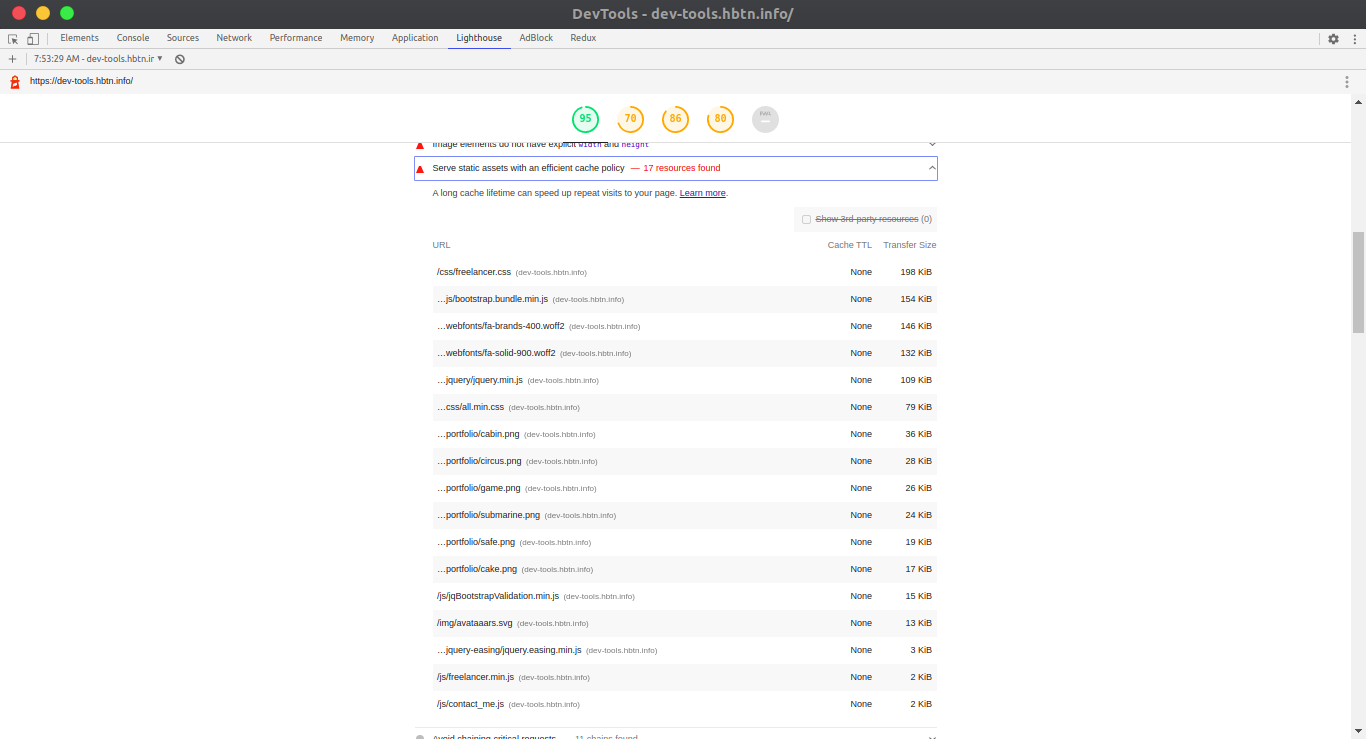 DevTools - dev-tools.hbtn.info/
Elements Console Sources Network Performance Memory Application Lighthouse AdBlock Redux
7:53:29 AM - dev-tools.hbtn.ir
https://dev-tools.hbtn.info/
95 70 86 80 PWA
Image elements do not have explicit width and height
Serve static assets with an efficient cache policy — 17 resources found
A long cache lifetime can speed up repeat visits to your page. Learn more.
Show 3rd-party resources (0)
URL Cache TTL Transfer Size
/css/freelancer.css (dev-tools.hbtn.info) None 198 KiB
…js/bootstrap.bundle.min.js (dev-tools.hbtn.info) None 154 KiB
…webfonts/fa-brands-400.woff2 (dev-tools.hbtn.info) None 146 KiB
…webfonts/fa-solid-900.woff2 (dev-tools.hbtn.info) None 132 KiB
…jquery/jquery.min.js (dev-tools.hbtn.info) None 109 KiB
…css/all.min.css (dev-tools.hbtn.info) None 79 KiB
…portfolio/cabin.png (dev-tools.hbtn.info) None 36 KiB
…portfolio/circus.png (dev-tools.hbtn.info) None 28 KiB
…portfolio/game.png (dev-tools.hbtn.info) None 26 KiB
…portfolio/submarine.png (dev-tools.hbtn.info) None 24 KiB
…portfolio/safe.png (dev-tools.hbtn.info) None 19 KiB
…portfolio/cake.png (dev-tools.hbtn.info) None 17 KiB
/js/jqBootstrapValidation.min.js (dev-tools.hbtn.info) None 15 KiB
/img/avataaars.svg (dev-tools.hbtn.info) None 13 KiB
…jquery-easing/jquery.easing.min.js (dev-tools.hbtn.info) None 3 KiB
/js/freelancer.min.js (dev-tools.hbtn.info) None 2 KiB
/js/contact_me.js (dev-tools.hbtn.info) None 2 KiB
Avoid chaining critical requests — 11 chains found